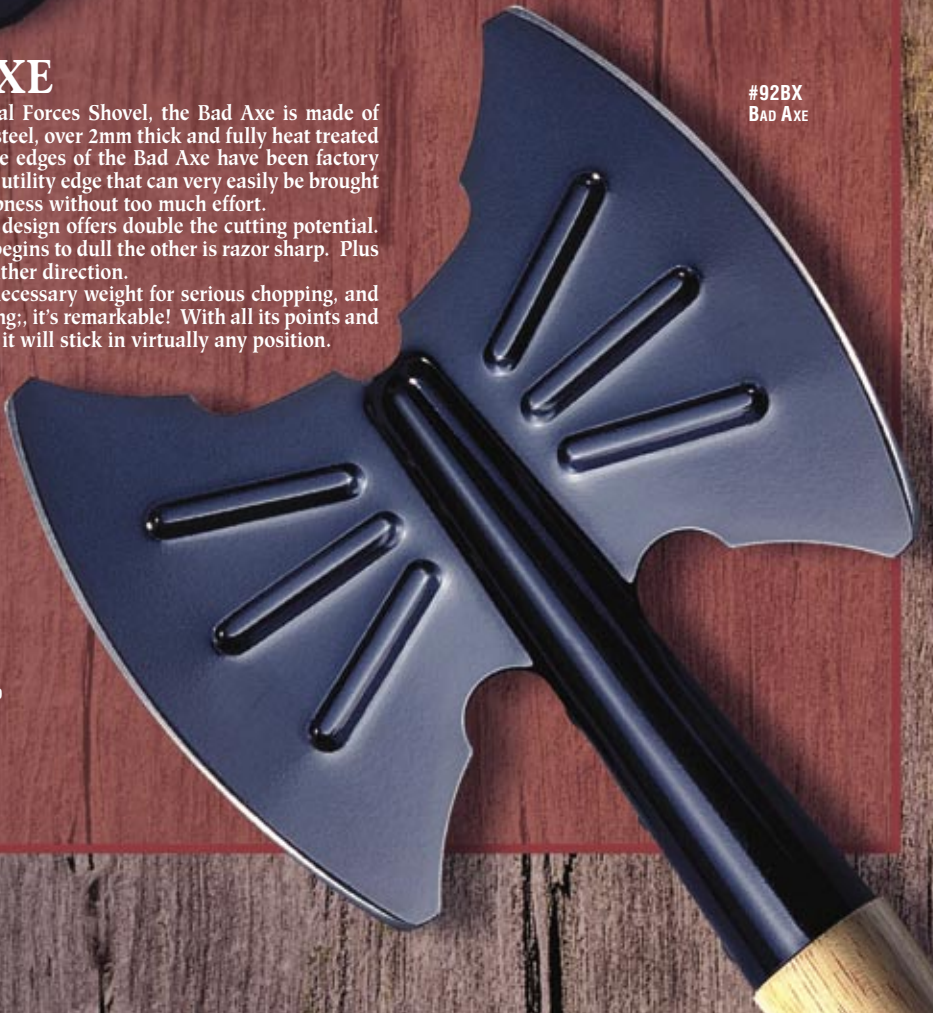 XE
al Forces Shovel, the Bad Axe is made of
steel, over 2mm thick and fully heat treated
e edges of the Bad Axe have been factory
utility edge that can very easily be brought
pness without too much effort.
design offers double the cutting potential.
begins to dull the other is razor sharp. Plus
ther direction.
ecessary weight for serious chopping, and
ng;, it's remarkable! With all its points and
it will stick in virtually any position.
#92BX
BAD AXE